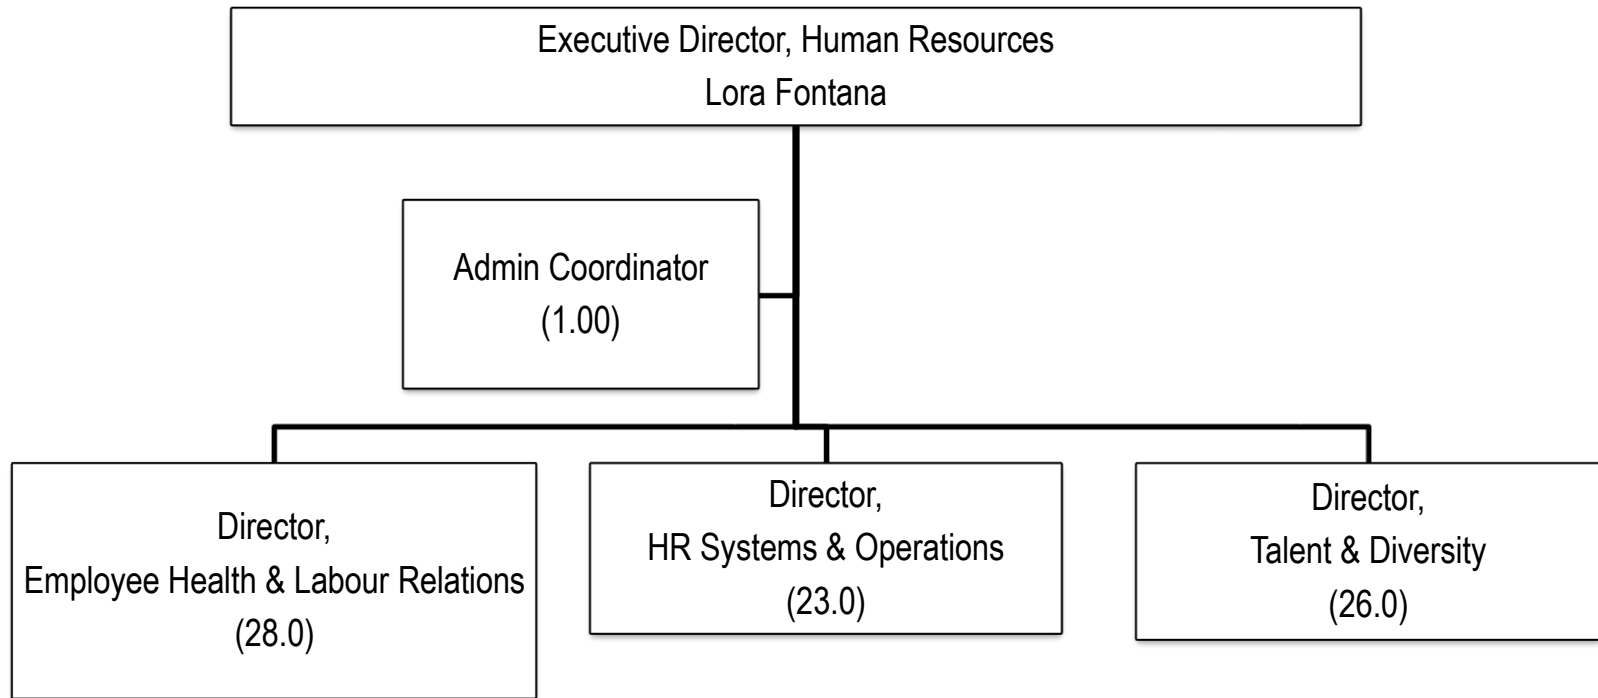 Executive Director, Human Resources
Lora Fontana
Admin Coordinator
(1.00)
Director,
Employee Health & Labour Relations
(28.0)
Director,
HR Systems & Operations
(23.0)
Director,
Talent & Diversity
(26.0)